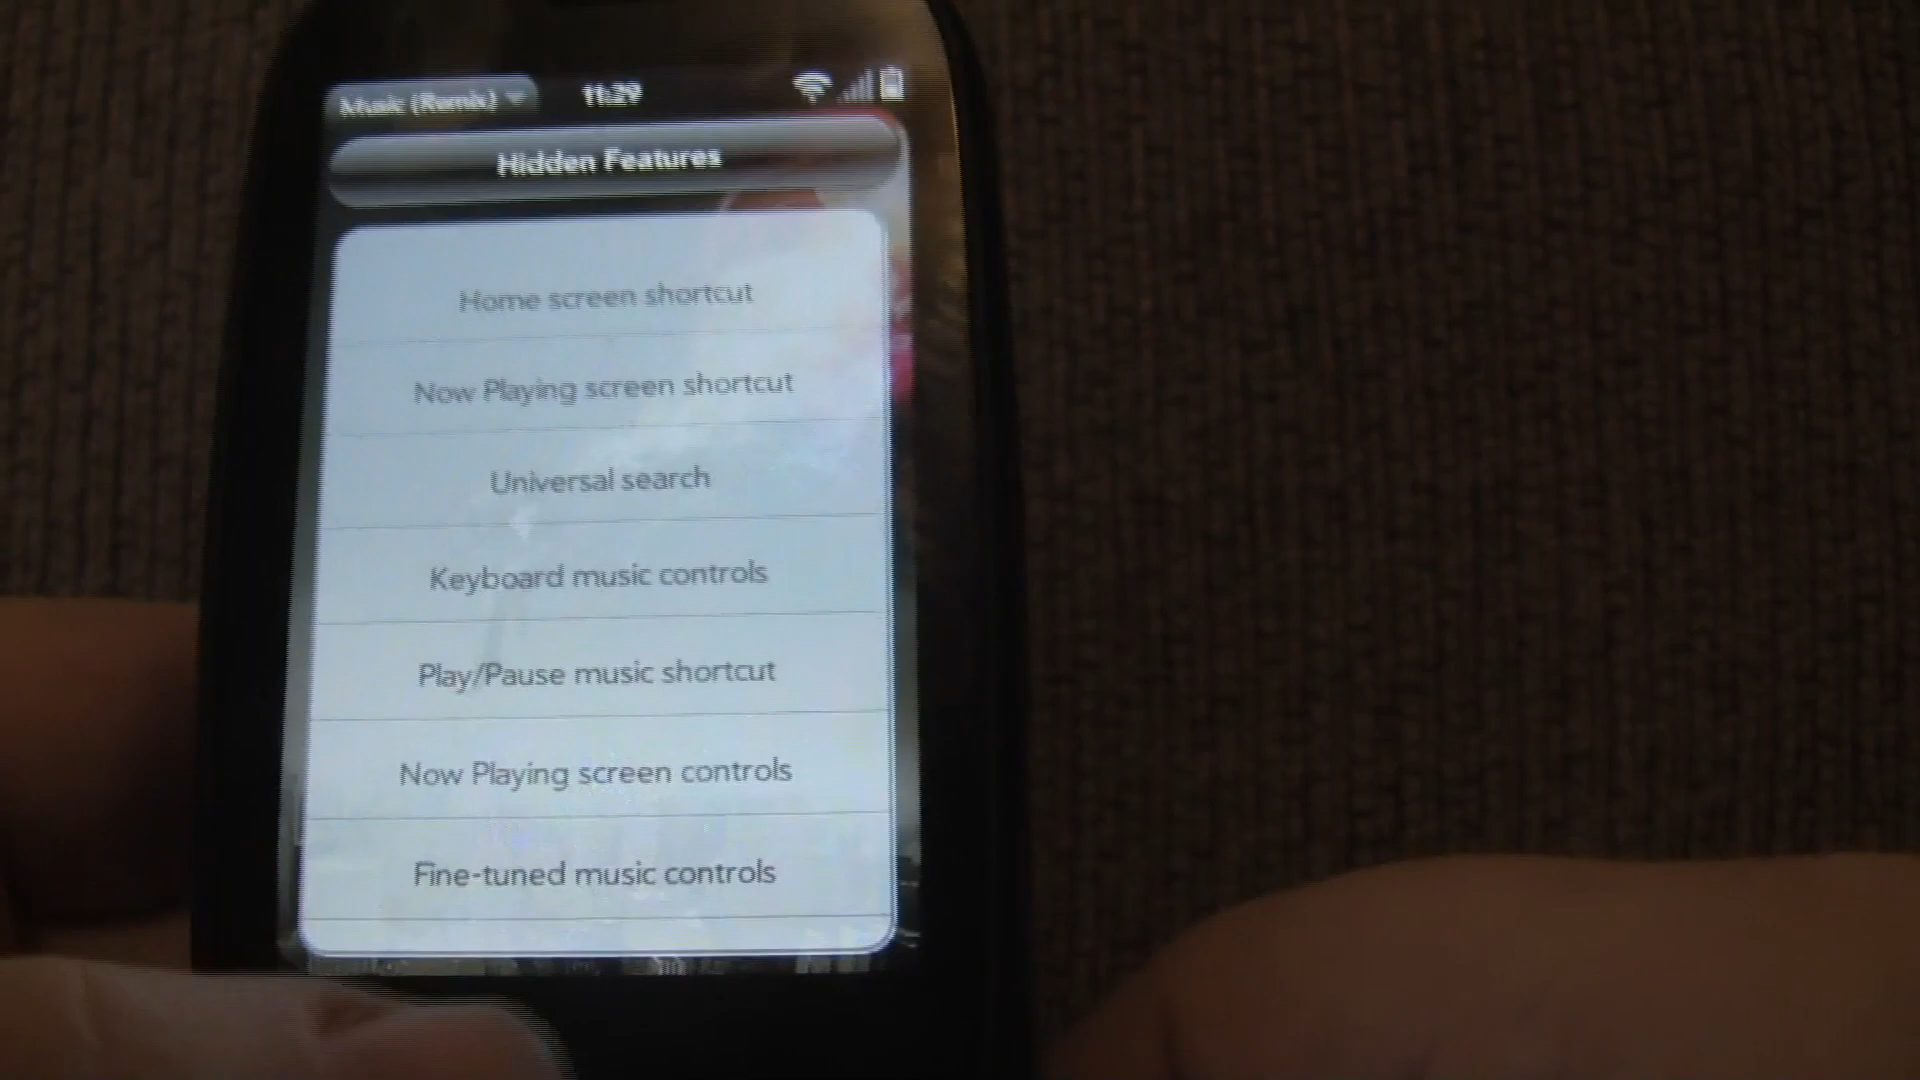 Music (Remix) 11:29
Hidden Features
Home screen shortcut
Now Playing screen shortcut
Universal search
Keyboard music controls
Play/Pause music shortcut
Now Playing screen controls
Fine-tuned music controls